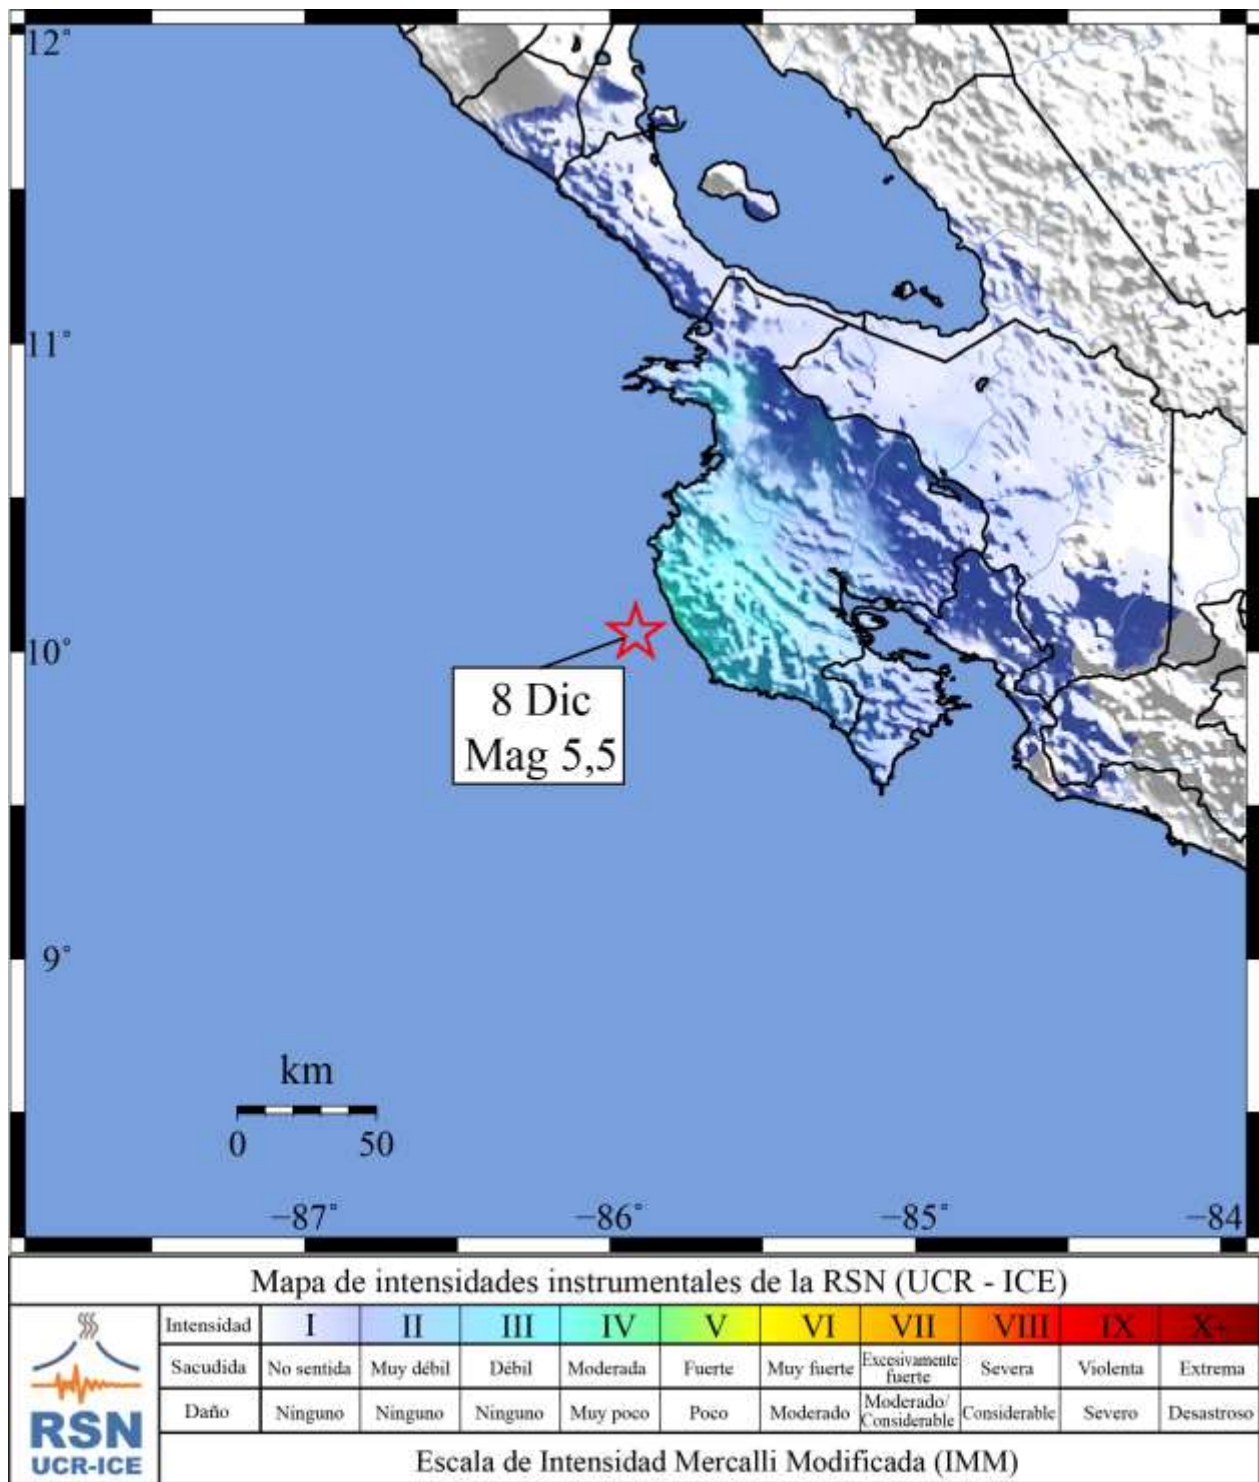 12°
11°
10°
8 Dic
Mag 5,5
9°
km
0 50
−87° −86° −85° −84
Mapa de intensidades instrumentales de la RSN (UCR - ICE)
Intensidad I II III IV V VI VII VIII IX X+
Sacudida No sentida Muy débil Débil Moderada Fuerte Muy fuerte Excesivamente fuerte Severa Violenta Extrema
Daño Ninguno Ninguno Ninguno Muy poco Poco Moderado Moderado/ Considerable Considerable Severo Desastroso
RSN
UCR-ICE
Escala de Intensidad Mercalli Modificada (IMM)